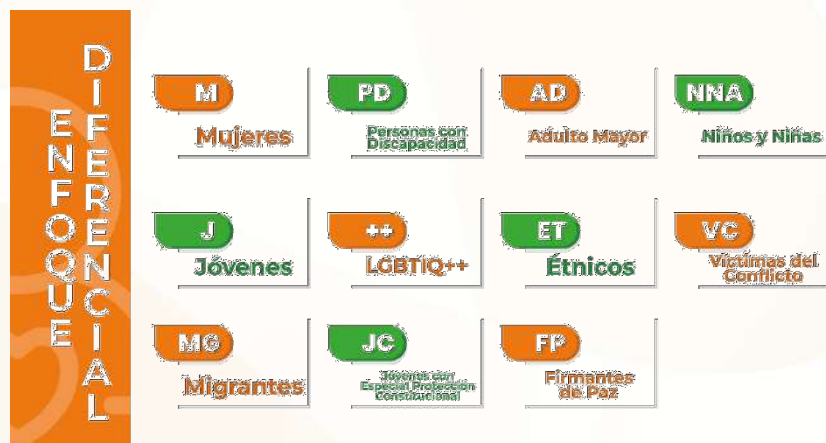 ENFOQUE
DIFERENCIAL
M
Mujeres
PD
Personas con
Discapacidad
AD
Adulto Mayor
NNA
Niños y Niñas
J
Jóvenes
++
LGBTIQ++
ET
Étnicos
VC
Víctimas del
Conflicto
MG
Migrantes
JC
Jóvenes con
Especial Protección
Constitucional
FP
Firmantes
de Paz